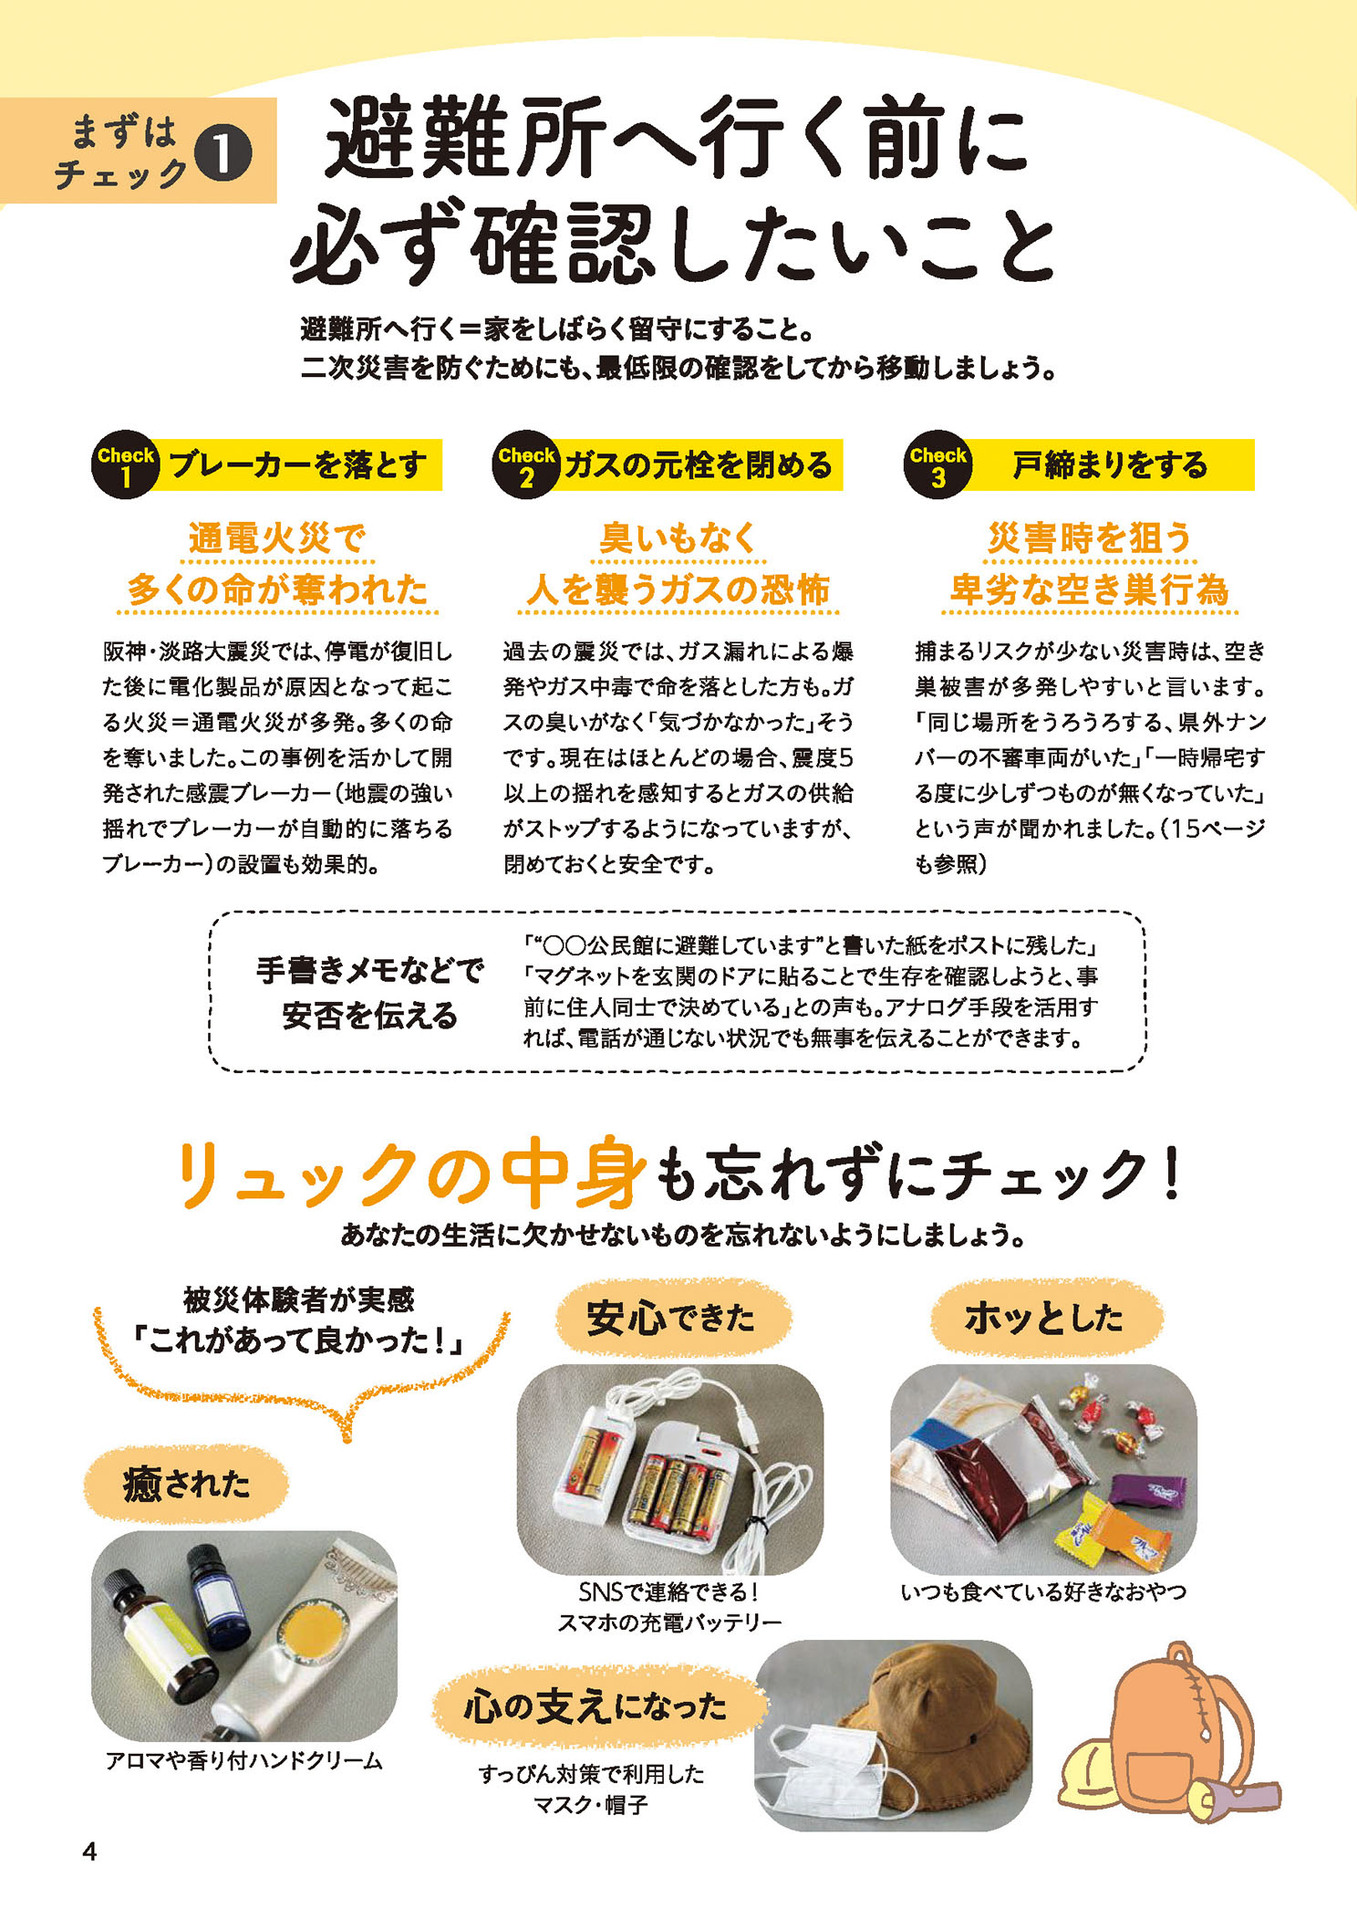 まずは
チェック 1
避難所へ行く前に
必ず確認したいこと
避難所へ行く＝家をしばらく留守にすること。
二次災害を防ぐためにも、最低限の確認をしてから移動しましょう。
Check 1 ブレーカーを落とす
通電火災で
多くの命が奪われた
阪神・淡路大震災では、停電が復旧し
た後に電化製品が原因となって起こ
る火災＝通電火災が多発。多くの命
を奪いました。この事例を活かして開
発された感震ブレーカー（地震の強い
揺れでブレーカーが自動的に落ちる
ブレーカー）の設置も効果的。
Check 2 ガスの元栓を閉める
臭いもなく
人を襲うガスの恐怖
過去の震災では、ガス漏れによる爆
発やガス中毒で命を落とした方も。ガ
スの臭いがなく「気づかなかった」そう
です。現在はほとんどの場合、震度5
以上の揺れを感知するとガスの供給
がストップするようになっていますが、
閉めておくと安全です。
Check 3 戸締まりをする
災害時を狙う
卑劣な空き巣行為
捕まるリスクが少ない災害時は、空き
巣被害が多発しやすいと言います。
「同じ場所をうろうろする、県外ナン
バーの不審車両がいた」「一時帰宅す
る度に少しずつものが無くなっていた」
という声が聞かれました。（15ページ
も参照）
手書きメモなどで
安否を伝える
「“〇〇公民館に避難しています”と書いた紙をポストに残した」
「マグネットを玄関のドアに貼ることで生存を確認しようと、事
前に住人同士で決めている」との声も。アナログ手段を活用す
れば、電話が通じない状況でも無事を伝えることができます。
リュックの中身も忘れずにチェック！
あなたの生活に欠かせないものを忘れないようにしましょう。
被災体験者が実感
「これがあって良かった！」
癒された
アロマや香り付ハンドクリーム
安心できた
SNSで連絡できる！
スマホの充電バッテリー
ホッとした
いつも食べている好きなおやつ
心の支えになった
すっぴん対策で利用した
マスク・帽子
4